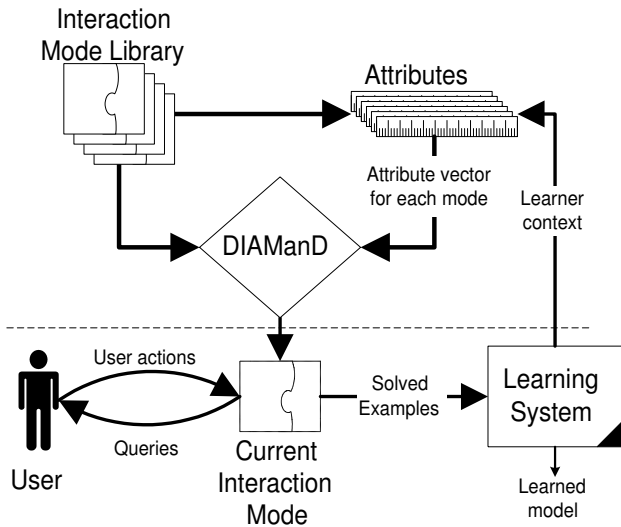 Interaction
Mode Library
Attributes
Attribute vector
for each mode
Learner
context
DIAManD
User actions
Queries
User
Current
Interaction
Mode
Solved
Examples
Learning
System
Learned
model